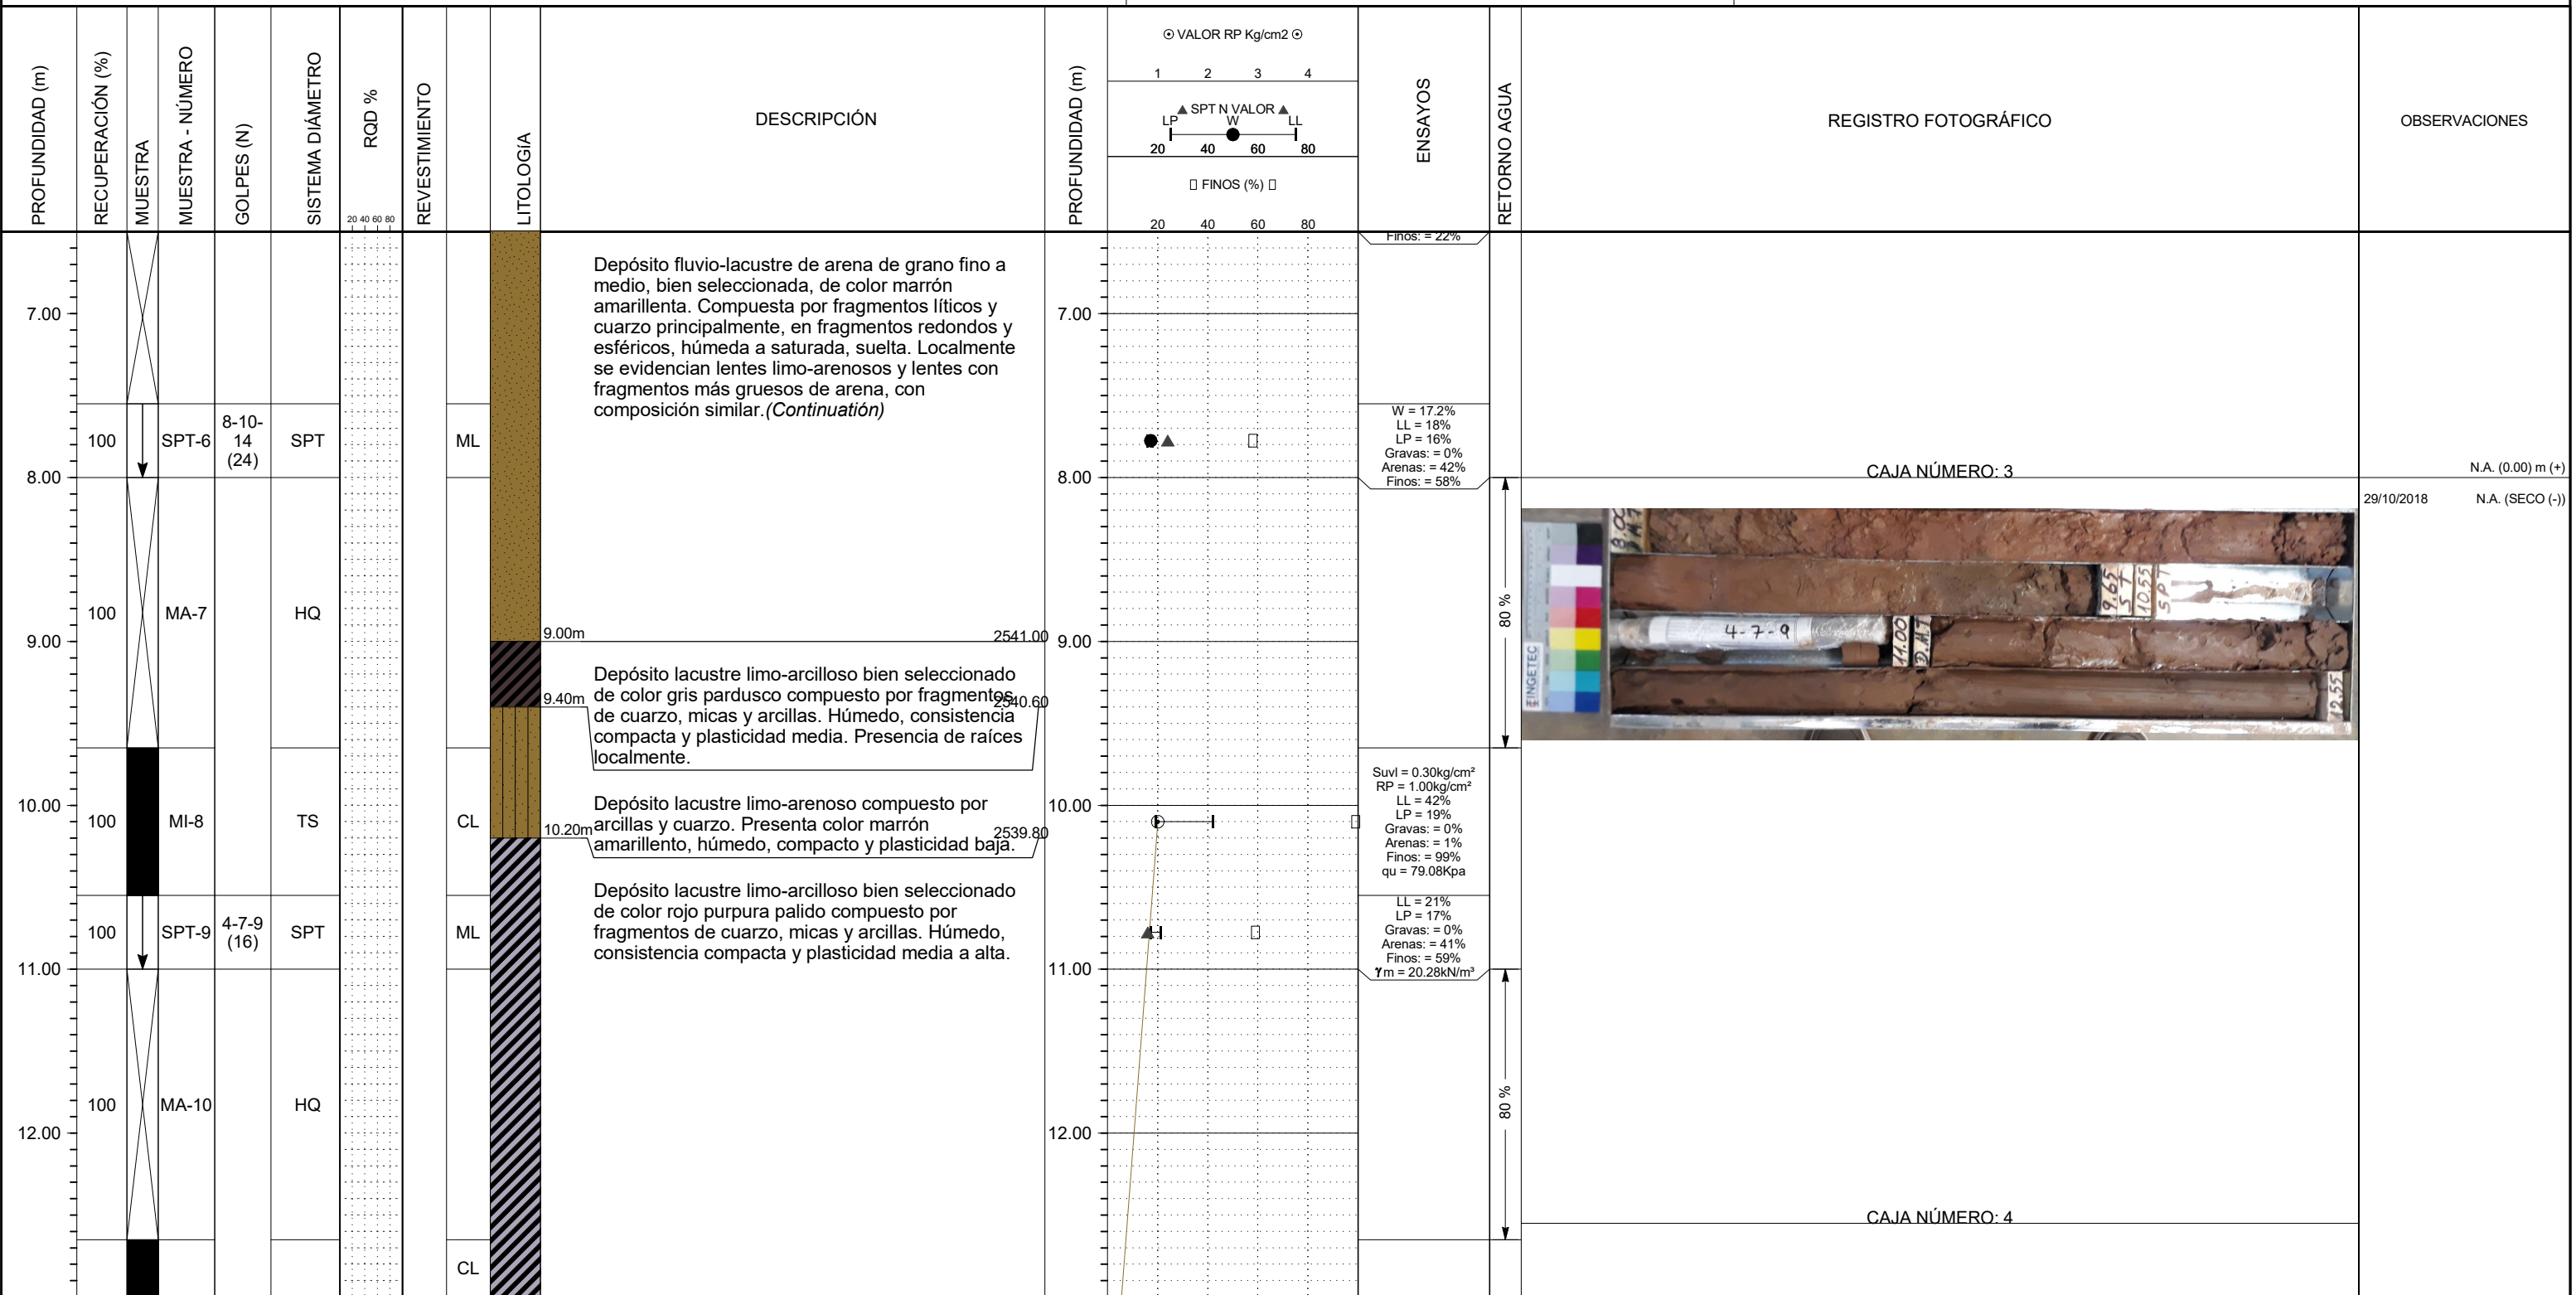 PROFUNDIDAD (m)
RECUPERACIÓN (%)
MUESTRA
MUESTRA - NÚMERO
GOLPES (N)
SISTEMA DIÁMETRO
RQD %
20 40 60 80
REVESTIMIENTO
LITOLOGÍA
DESCRIPCIÓN
PROFUNDIDAD (m)
VALOR RP Kg/cm2
1 2 3 4
SPT N VALOR
LP W LL
20 40 60 80
FINOS (%)
20 40 60 80
ENSAYOS
RETORNO AGUA
REGISTRO FOTOGRÁFICO
OBSERVACIONES
7.00
8.00
9.00
10.00
11.00
12.00
100
SPT-6
8-10-
14
(24)
SPT
ML
100
MA-7
HQ
100
MI-8
TS
CL
100
SPT-9
4-7-9
(16)
SPT
ML
100
MA-10
HQ
CL
Depósito fluvio-lacustre de arena de grano fino a
medio, bien seleccionada, de color marrón
amarillenta. Compuesta por fragmentos líticos y
cuarzo principalmente, en fragmentos redondos y
esféricos, húmeda a saturada, suelta. Localmente
se evidencian lentes limo-arenosos y lentes con
fragmentos más gruesos de arena, con
composición similar.(Continuatión)
9.00m
2541.00
Depósito lacustre limo-arcilloso bien seleccionado
de color gris pardusco compuesto por fragmentos
9.40m
2540.60
de cuarzo, micas y arcillas. Húmedo, consistencia
compacta y plasticidad media. Presencia de raíces
localmente.
Depósito lacustre limo-arenoso compuesto por
arcillas y cuarzo. Presenta color marrón
10.20m
2539.80
amarillento, húmedo, compacto y plasticidad baja.
Depósito lacustre limo-arcilloso bien seleccionado
de color rojo purpura palido compuesto por
fragmentos de cuarzo, micas y arcillas. Húmedo,
consistencia compacta y plasticidad media a alta.
7.00
8.00
9.00
10.00
11.00
12.00
Finos: = 22%
W = 17.2%
LL = 18%
LP = 16%
Gravas: = 0%
Arenas: = 42%
Finos: = 58%
Suvl = 0.30kg/cm²
RP = 1.00kg/cm²
LL = 42%
LP = 19%
Gravas: = 0%
Arenas: = 1%
Finos: = 99%
qu = 79.08Kpa
LL = 21%
LP = 17%
Gravas: = 0%
Arenas: = 41%
Finos: = 59%
γm = 20.28kN/m³
80 %
80 %
CAJA NÚMERO: 3
8.00
9.65
10.55
SPT
4-7-9
11.00
12.55
INGETEC
CAJA NÚMERO: 4
N.A. (0.00) m (+)
29/10/2018 N.A. (SECO (-))